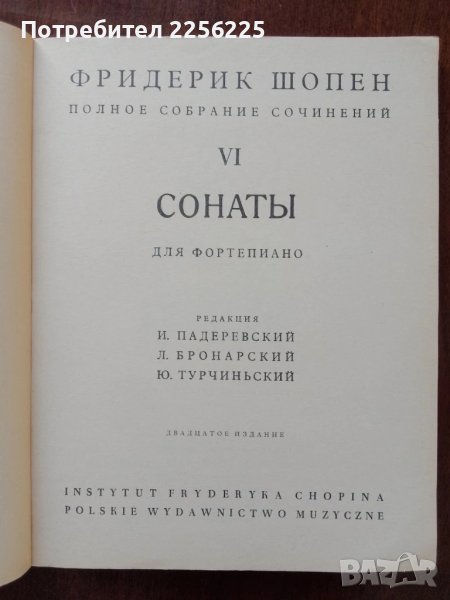 Потребител 2256225
ФРИДЕРИК ШОПЕН
ПОЛНОЕ СОБРАНИЕ СОЧИНЕНИЙ
VI
СОНАТЫ
ДЛЯ ФОРТЕПИАНО
РЕДАКЦИЯ
И. ПАДЕРЕВСКИЙ
Л. БРОНАРСКИЙ
Ю. ТУРЧИНЬСКИЙ
ДВАДЦАТОЕ ИЗДАНИЕ
INSTYTUT FRYDERYKA CHOPINA
POLSKIE WYDAWNICTWO MUZYCZNE
BAZAR